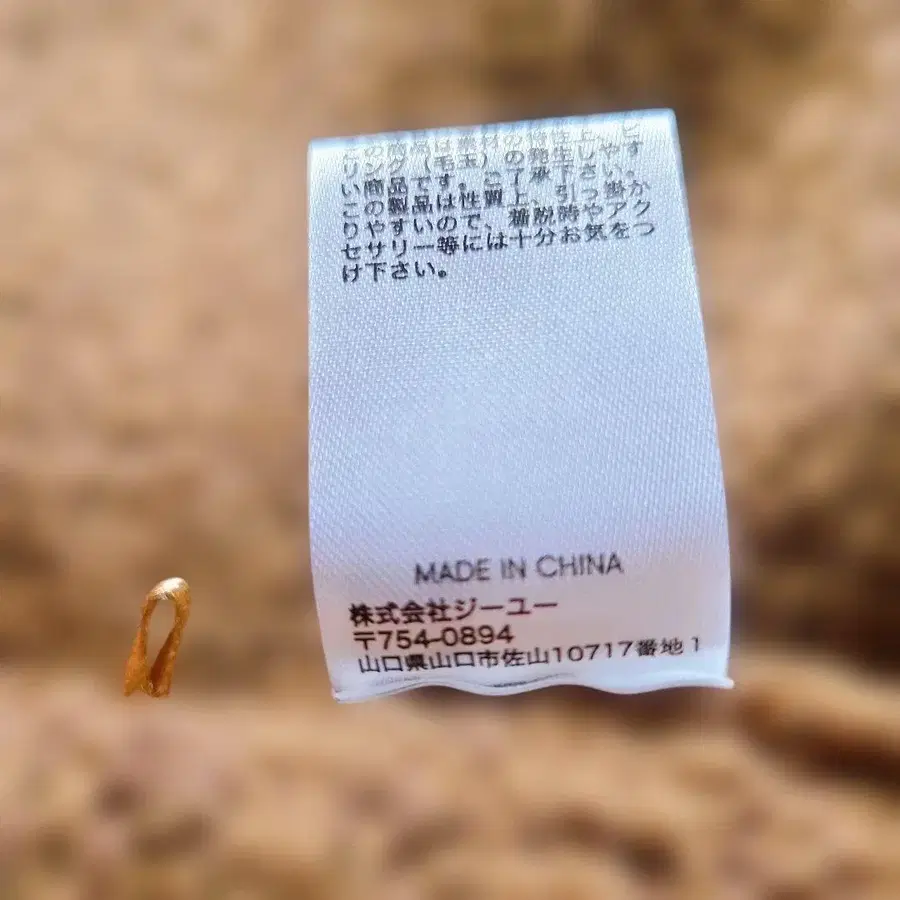 この商品は素材の特性上、ピ
リング（毛玉）の発生しやす
い商品です。ご了承下さい。
この製品は性質上、引っ掛か
りやすいので、着脱時やアク
セサリー等には十分お気をつ
け下さい。
MADE IN CHINA
株式会社ジーユー
〒754-0894
山口県山口市佐山10717番地1